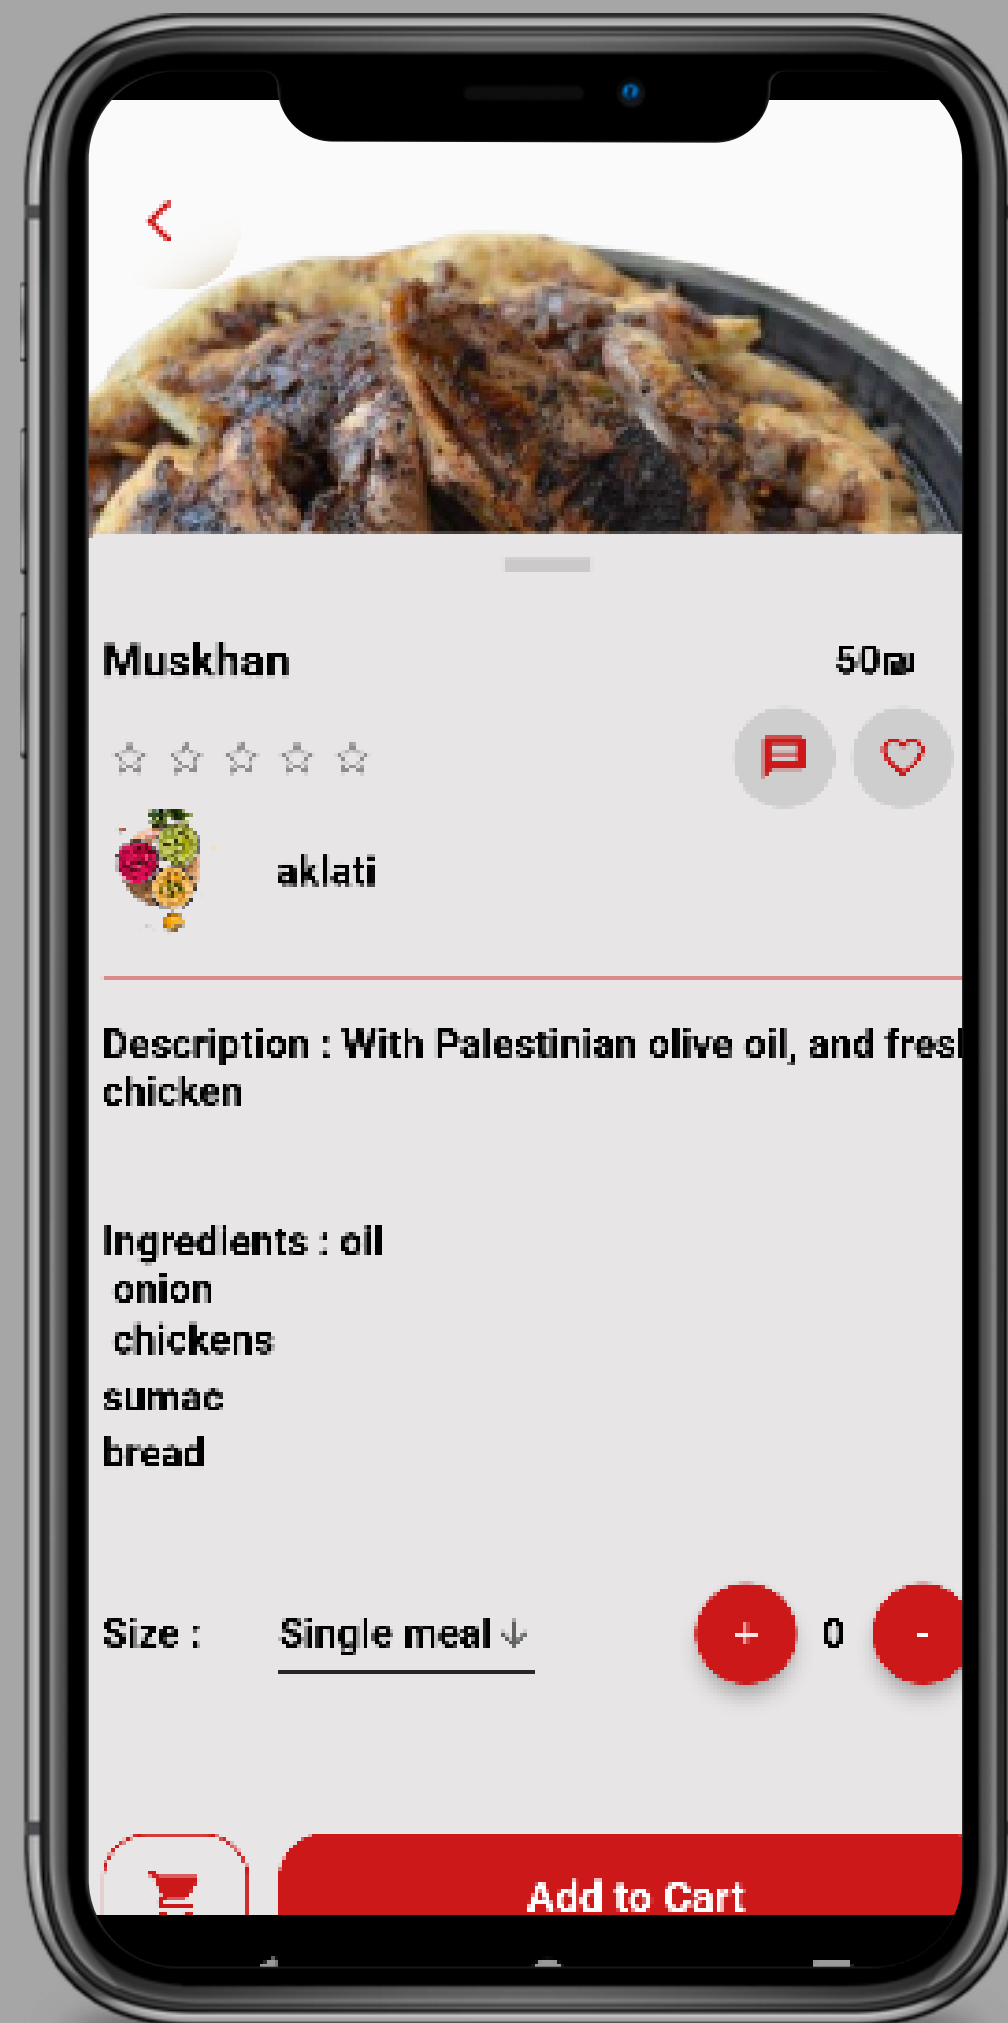 Muskhan
50₪
aklati
Description : With Palestinian olive oil, and fresh
chicken
Ingredients : oil
onion
chickens
sumac
bread
Size :
Single meal
+ 0 -
Add to Cart